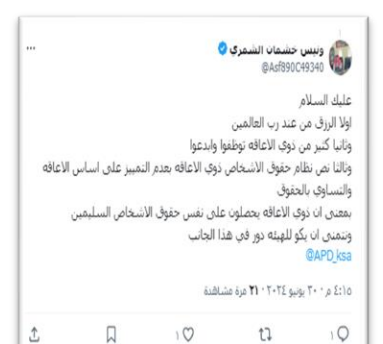 ونيس خشمان الشمري
@Asf890C49340
عليك السلام
اولا الرزق من عند رب العالمين
وثانيا كثير من ذوي الاعاقه توظفوا وابدعوا
وثالثا نص نظام حقوق الاشخاص ذوي الاعاقه بعدم التمييز على اساس الاعاقه
والتساوي بالحقوق
بمعنى ان ذوي الاعاقه يحصلون على نفس حقوق الاشخاص السليمين
ونتمنى ان يكو للهيئه دور في هذا الجانب
@APD_ksa
٤:١٥ م · ٣٠ يونيو ٢٠٢٤ · ٢١ مرة مشاهدة
١ ١